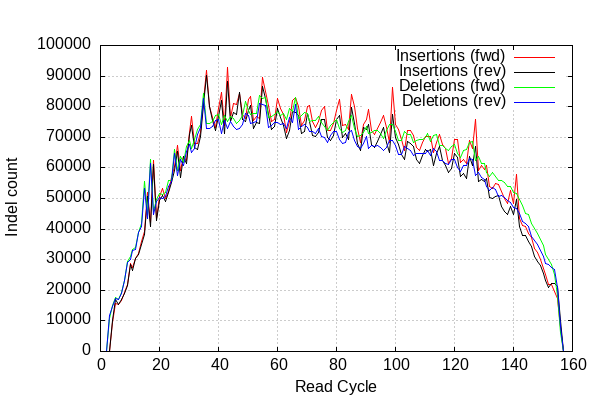 100000
90000
80000
70000
60000
50000
40000
30000
20000
10000
0
Indel count
Insertions (fwd)
Insertions (rev)
Deletions (fwd)
Deletions (rev)
0 20 40 60 80 100 120 140 160
Read Cycle